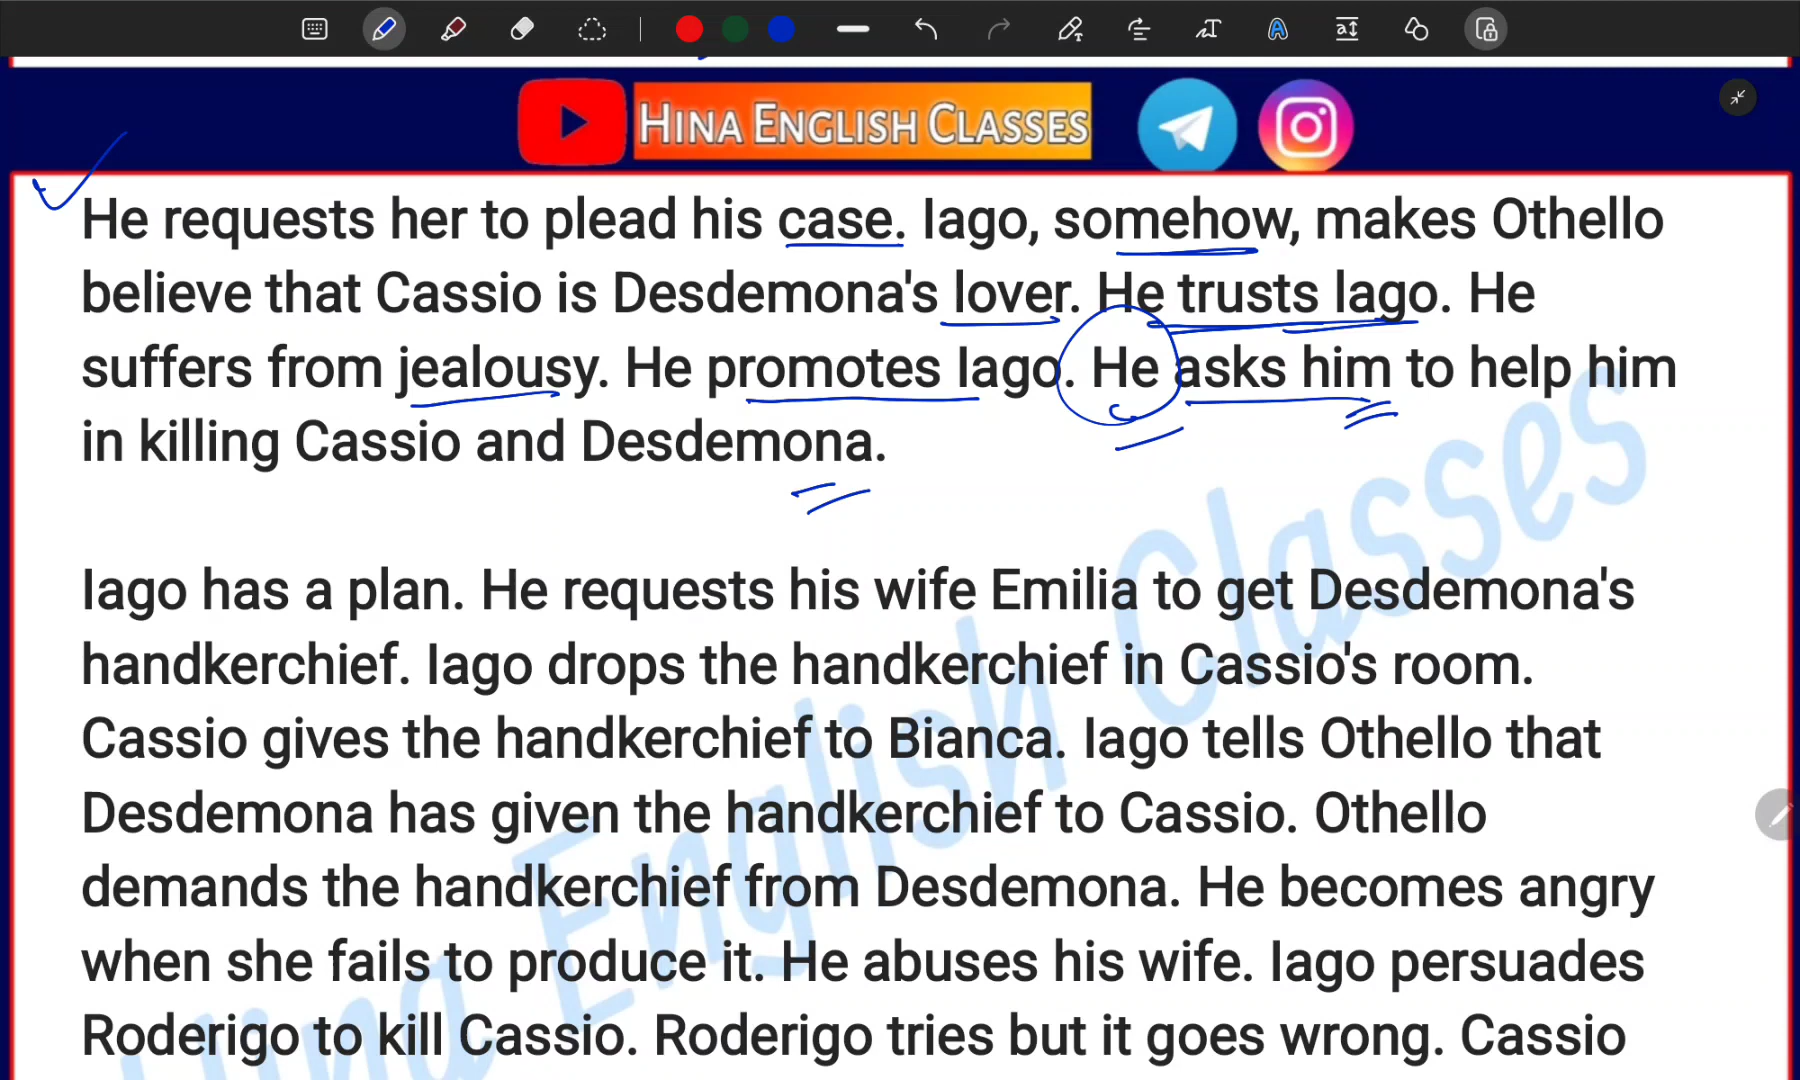 HINA ENGLISH CLASSES
He requests her to plead his case. Iago, somehow, makes Othello
believe that Cassio is Desdemona's lover. He trusts Iago. He
suffers from jealousy. He promotes Iago. He asks him to help him
in killing Cassio and Desdemona.
Iago has a plan. He requests his wife Emilia to get Desdemona's
handkerchief. Iago drops the handkerchief in Cassio's room.
Cassio gives the handkerchief to Bianca. Iago tells Othello that
Desdemona has given the handkerchief to Cassio. Othello
demands the handkerchief from Desdemona. He becomes angry
when she fails to produce it. He abuses his wife. Iago persuades
Roderigo to kill Cassio. Roderigo tries but it goes wrong. Cassio
Hina English Classes